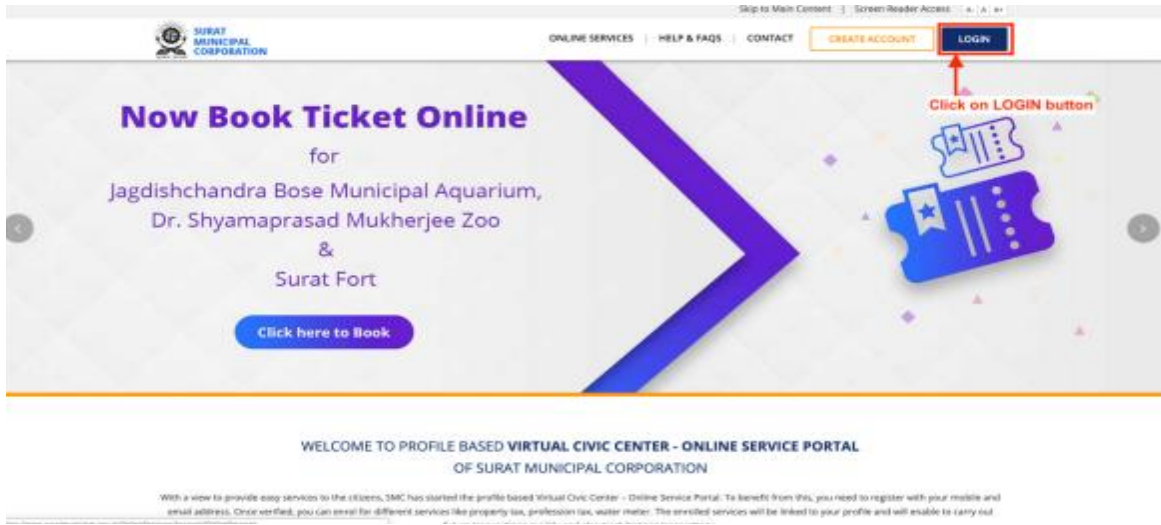 Skip to Main Content | Screen Reader Access A- A A+
SURAT
MUNICIPAL
CORPORATION
ONLINE SERVICES | HELP & FAQS | CONTACT CREATE ACCOUNT LOGIN
Click on LOGIN button
Now Book Ticket Online
for
Jagdishchandra Bose Municipal Aquarium,
Dr. Shyamaprasad Mukherjee Zoo
&
Surat Fort
Click here to Book
WELCOME TO PROFILE BASED VIRTUAL CIVIC CENTER - ONLINE SERVICE PORTAL
OF SURAT MUNICIPAL CORPORATION
With a view to provide easy services to the citizens, SMC has started the profile based Virtual Civic Center - Online Service Portal. To benefit from this, you need to register with your mobile and
email address. Once verified, you can enrol for different services like property tax, profession tax, water meter. The enrolled services will be linked to your profile and will enable to carry out